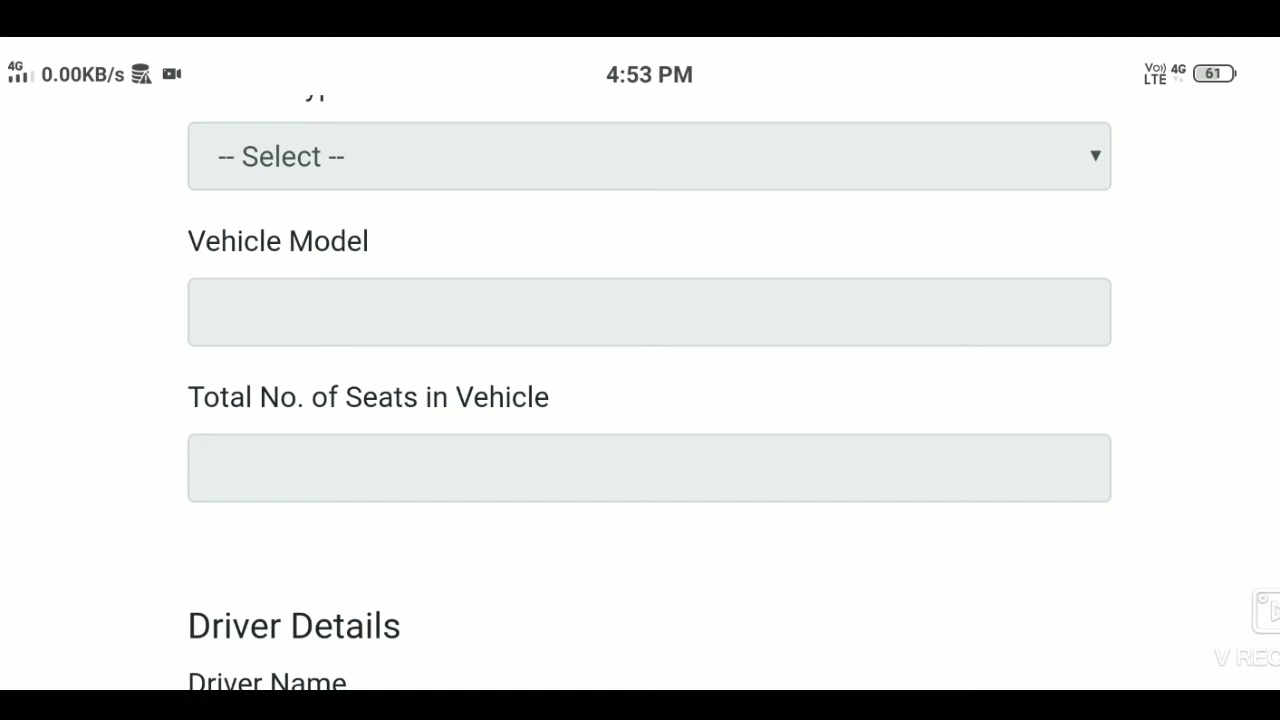 4G 0.00KB/s 4:53 PM Vo) LTE 4G 61
-- Select --
Vehicle Model
Total No. of Seats in Vehicle
Driver Details
Driver Name
V REC